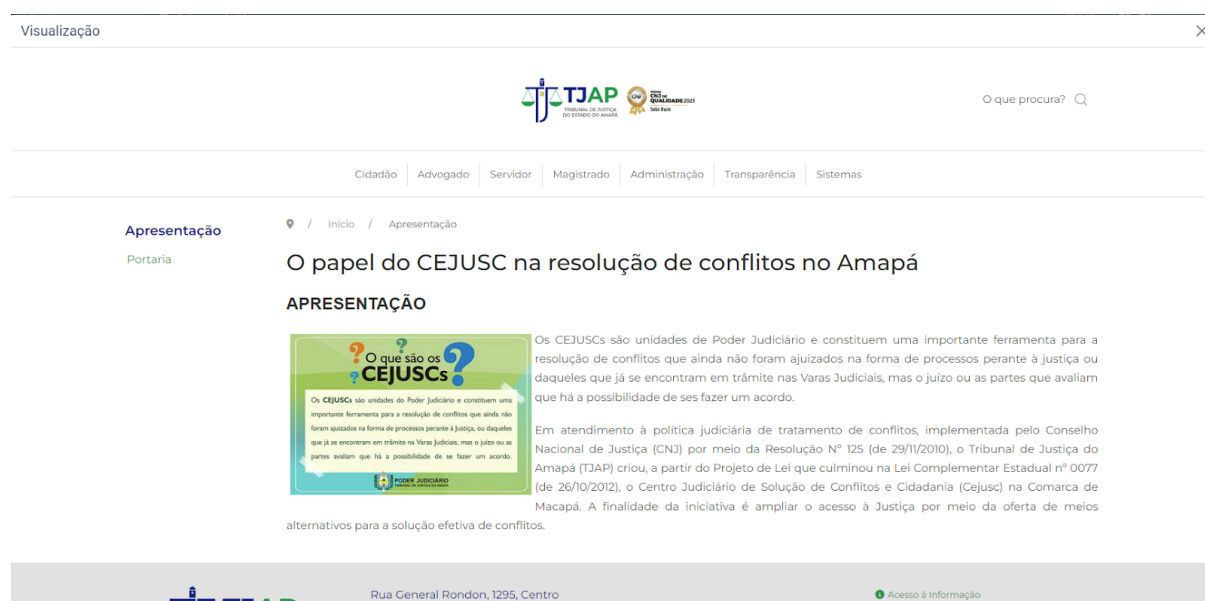 Visualização
TJAP
TRIBUNAL DE JUSTIÇA
DO ESTADO DO AMAPÁ
CNJ
PRÊMIO
CNJ DE
QUALIDADE 2023
Selo Ouro
O que procura?
Cidadão
Advogado
Servidor
Magistrado
Administração
Transparência
Sistemas
Apresentação
Portaria
/ Início / Apresentação
O papel do CEJUSC na resolução de conflitos no Amapá
APRESENTAÇÃO
O que são os
CEJUSCs
Os CEJUSCs são unidades do Poder Judiciário e constituem uma
importante ferramenta para a resolução de conflitos que ainda não
foram ajuizados na forma de processos perante à Justiça, ou daqueles
que já se encontram em trâmite nas Varas Judiciais, mas o juízo ou as
partes avaliam que há a possibilidade de se fazer um acordo.
PODER JUDICIÁRIO
TRIBUNAL DE JUSTIÇA DO AMAPÁ
Os CEJUSCs são unidades de Poder Judiciário e constituem uma importante ferramenta para a
resolução de conflitos que ainda não foram ajuizados na forma de processos perante à justiça ou
daqueles que já se encontram em trâmite nas Varas Judiciais, mas o juízo ou as partes que avaliam
que há a possibilidade de ses fazer um acordo.
Em atendimento à política judiciária de tratamento de conflitos, implementada pelo Conselho
Nacional de Justiça (CNJ) por meio da Resolução Nº 125 (de 29/11/2010), o Tribunal de Justiça do
Amapá (TJAP) criou, a partir do Projeto de Lei que culminou na Lei Complementar Estadual nº 0077
(de 26/10/2012), o Centro Judiciário de Solução de Conflitos e Cidadania (Cejusc) na Comarca de
Macapá. A finalidade da iniciativa é ampliar o acesso à Justiça por meio da oferta de meios
alternativos para a solução efetiva de conflitos.
Rua General Rondon, 1295, Centro
Acesso à Informação